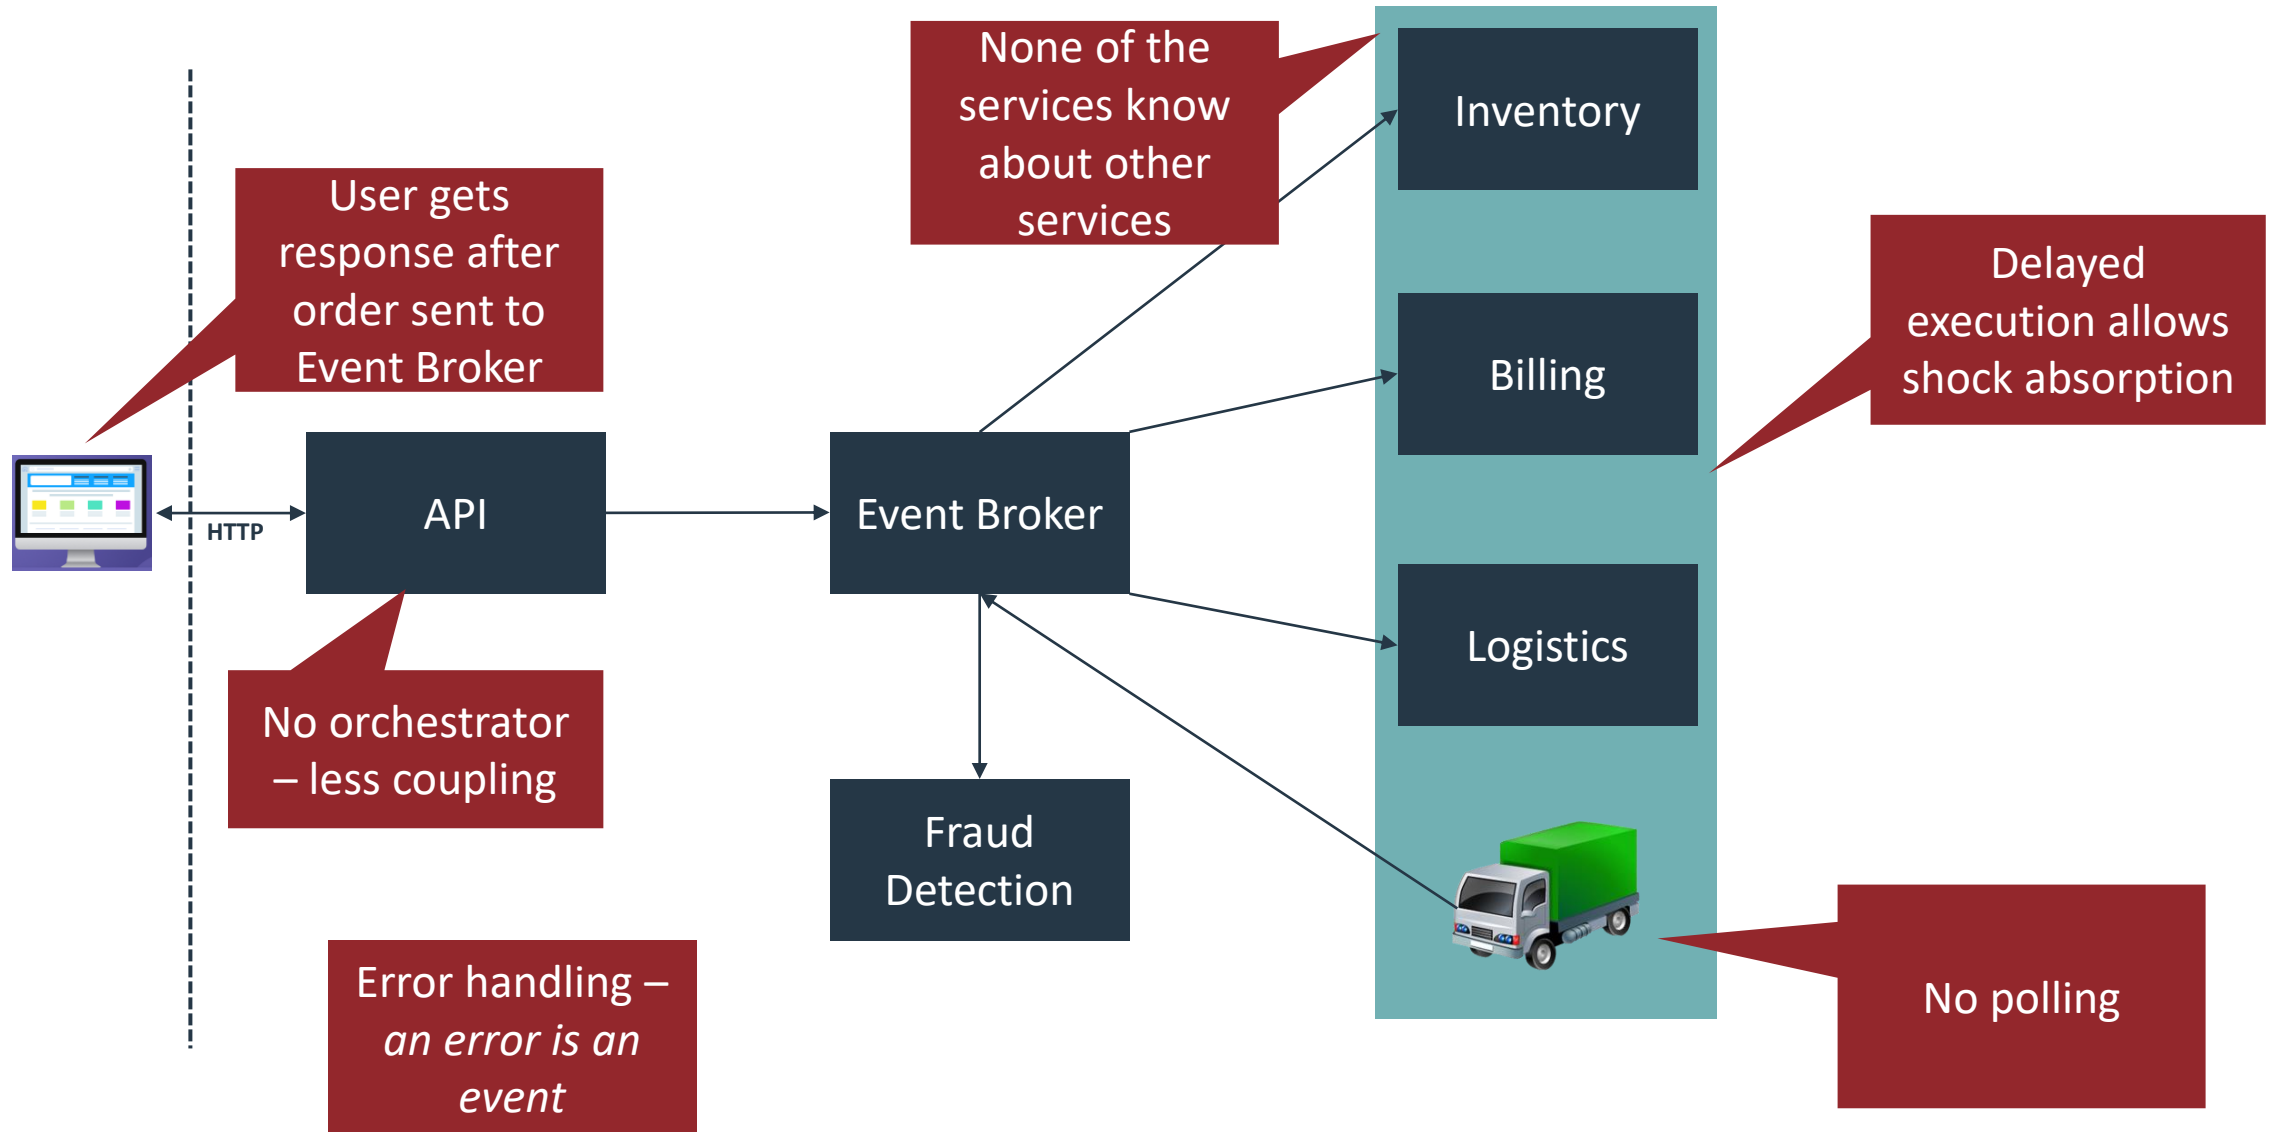 None of the
services know
about other
services
Inventory
User gets
response after
order sent to
Event Broker
Delayed
execution allows
shock absorption
Billing
HTTP
API
Event Broker
Logistics
No orchestrator
– less coupling
Fraud
Detection
Error handling –
an error is an
event
No polling